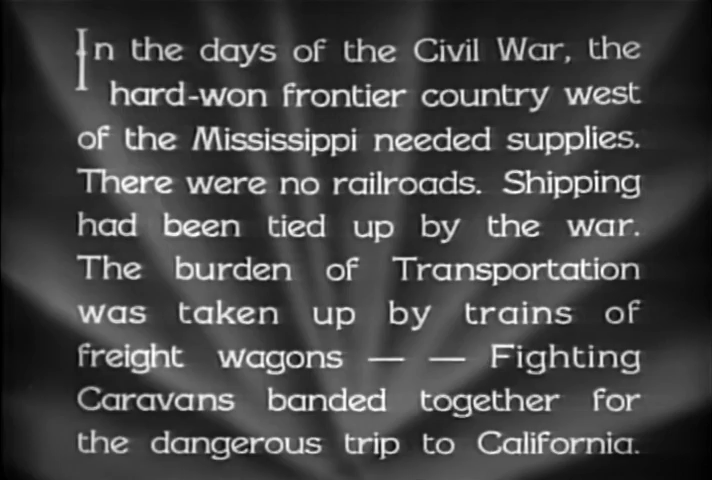 In the days of the Civil War, the
hard-won frontier country west
of the Mississippi needed supplies.
There were no railroads. Shipping
had been tied up by the war.
The burden of Transportation
was taken up by trains of
freight wagons — — Fighting
Caravans banded together for
the dangerous trip to California.